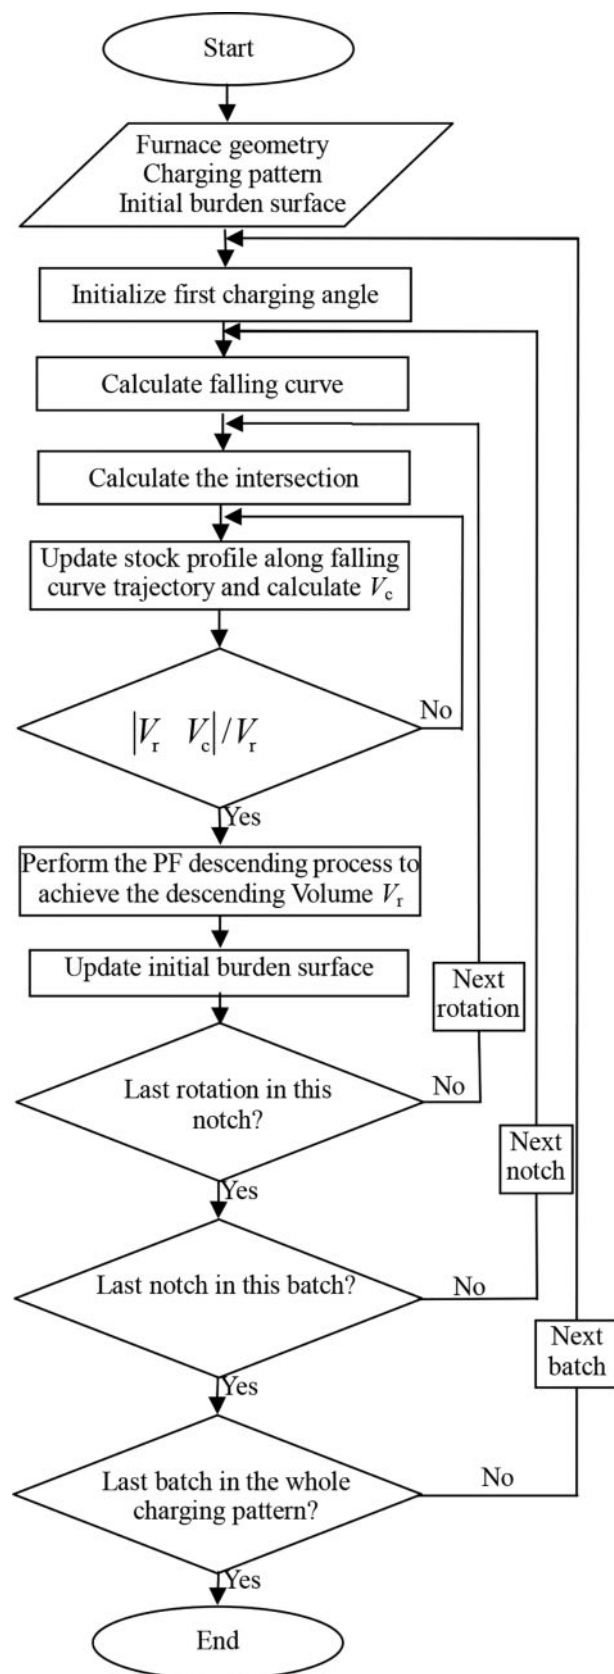 Start
Furnace geometry
Charging pattern
Initial burden surface
Initialize first charging angle
Calculate falling curve
Calculate the intersection
Update stock profile along falling
curve trajectory and calculate Vc
|Vr Vc|/Vr
No
Yes
Perform the PF descending process to
achieve the descending Volume Vr
Update initial burden surface
Next
rotation
Last rotation in this
notch?
No
Yes
Next
notch
Last notch in this batch?
No
Yes
Next
batch
Last batch in the whole
charging pattern?
No
Yes
End